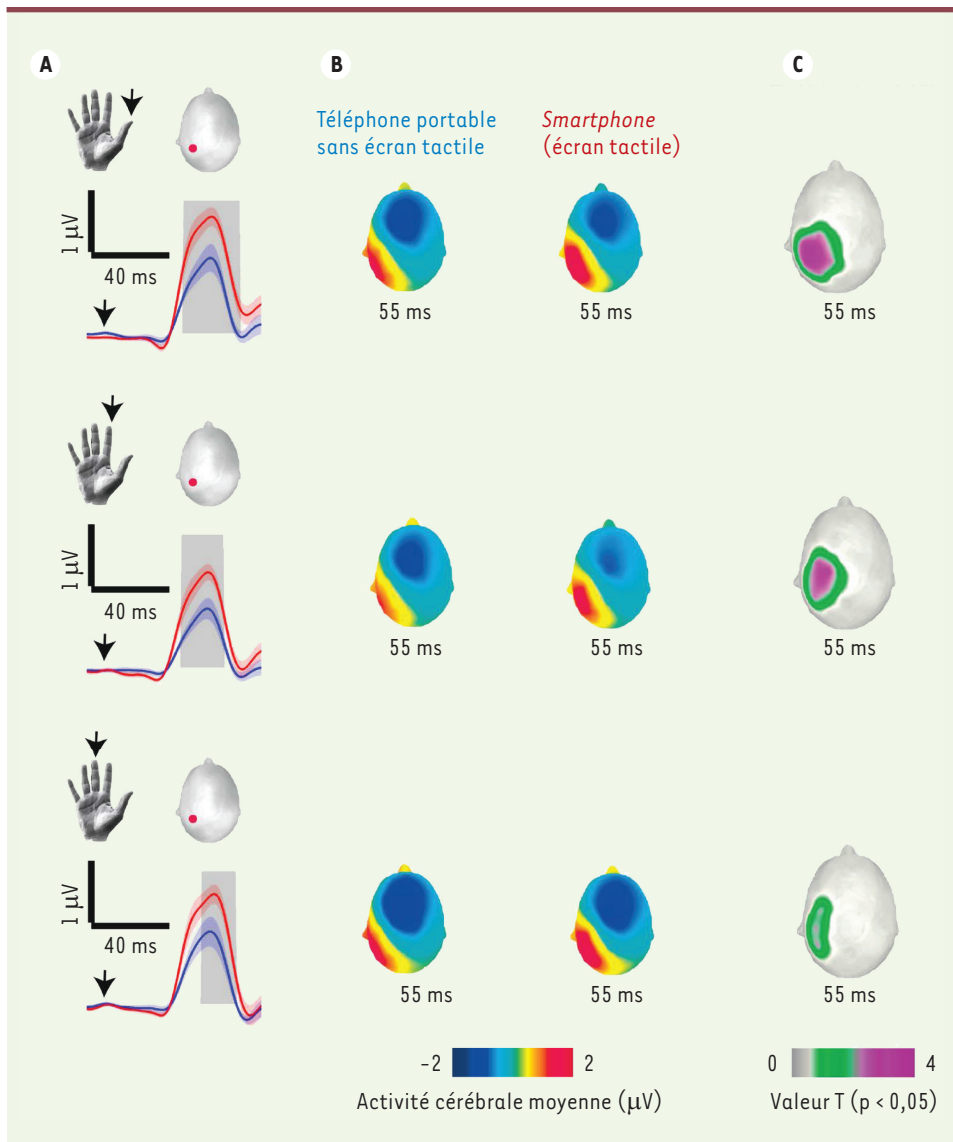 A
B
C
Téléphone portable
sans écran tactile
Smartphone
(écran tactile)
1 µV
40 ms
55 ms
55 ms
55 ms
1 µV
40 ms
55 ms
55 ms
55 ms
1 µV
40 ms
55 ms
55 ms
55 ms
–2
2
Activité cérébrale moyenne (µV)
0
4
Valeur T (p < 0,05)